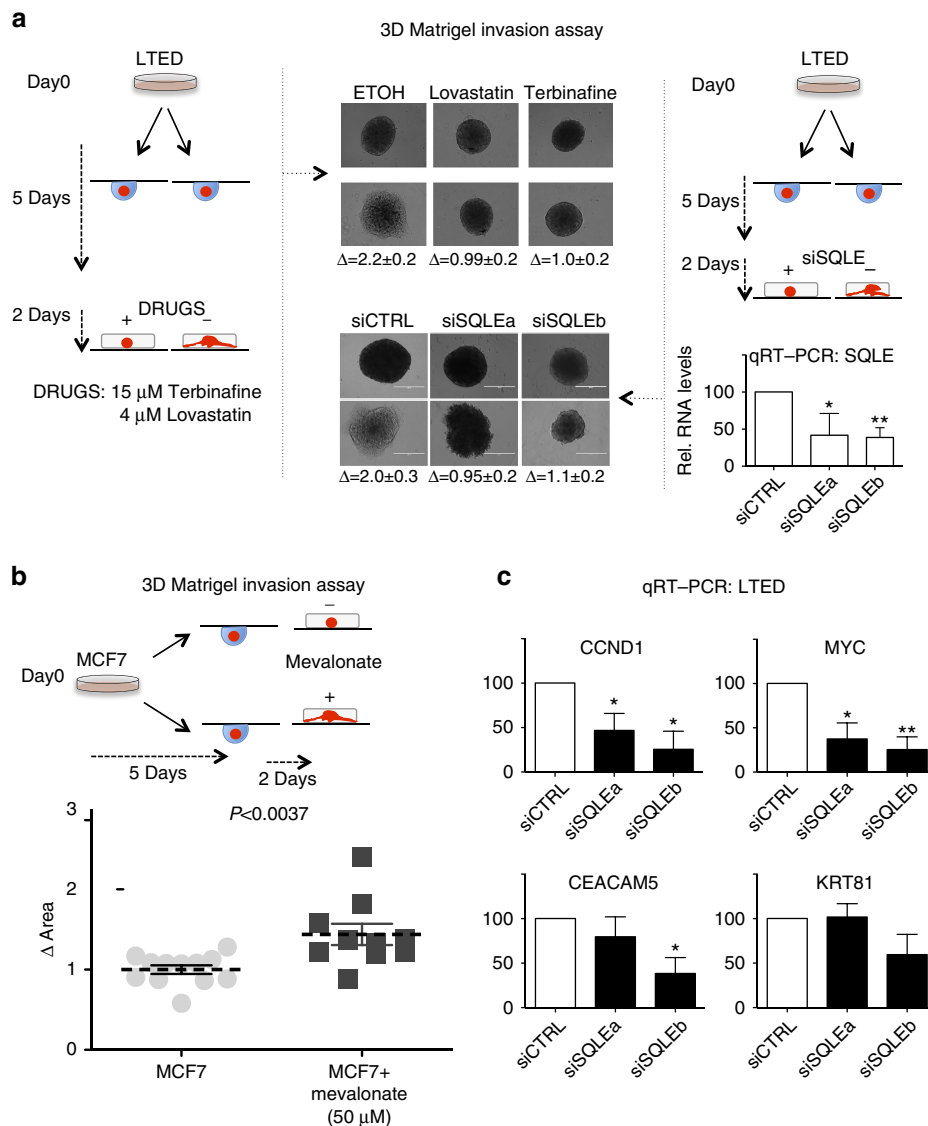 a
3D Matrigel invasion assay
LTED
Day0
5 Days
2 Days
+ DRUGS –
DRUGS: 15 µM Terbinafine
4 µM Lovastatin
ETOH Lovastatin Terbinafine
Δ=2.2±0.2 Δ=0.99±0.2 Δ=1.0±0.2
siCTRL siSQLEa siSQLEb
Δ=2.0±0.3 Δ=0.95±0.2 Δ=1.1±0.2
LTED
Day0
5 Days
2 Days
+ siSQLE –
qRT–PCR: SQLE
Rel. RNA levels
100
50
0
*
**
siCTRL
siSQLEa
siSQLEb
b
3D Matrigel invasion assay
–
MCF7
Day0
Mevalonate
+
5 Days
2 Days
P<0.0037
Δ Area
3
2
1
0
MCF7
MCF7+
mevalonate
(50 µM)
c
qRT–PCR: LTED
CCND1
100
50
0
*
*
siCTRL
siSQLEa
siSQLEb
MYC
100
50
0
*
**
siCTRL
siSQLEa
siSQLEb
CEACAM5
100
50
0
*
siCTRL
siSQLEa
siSQLEb
KRT81
100
50
0
siCTRL
siSQLEa
siSQLEb